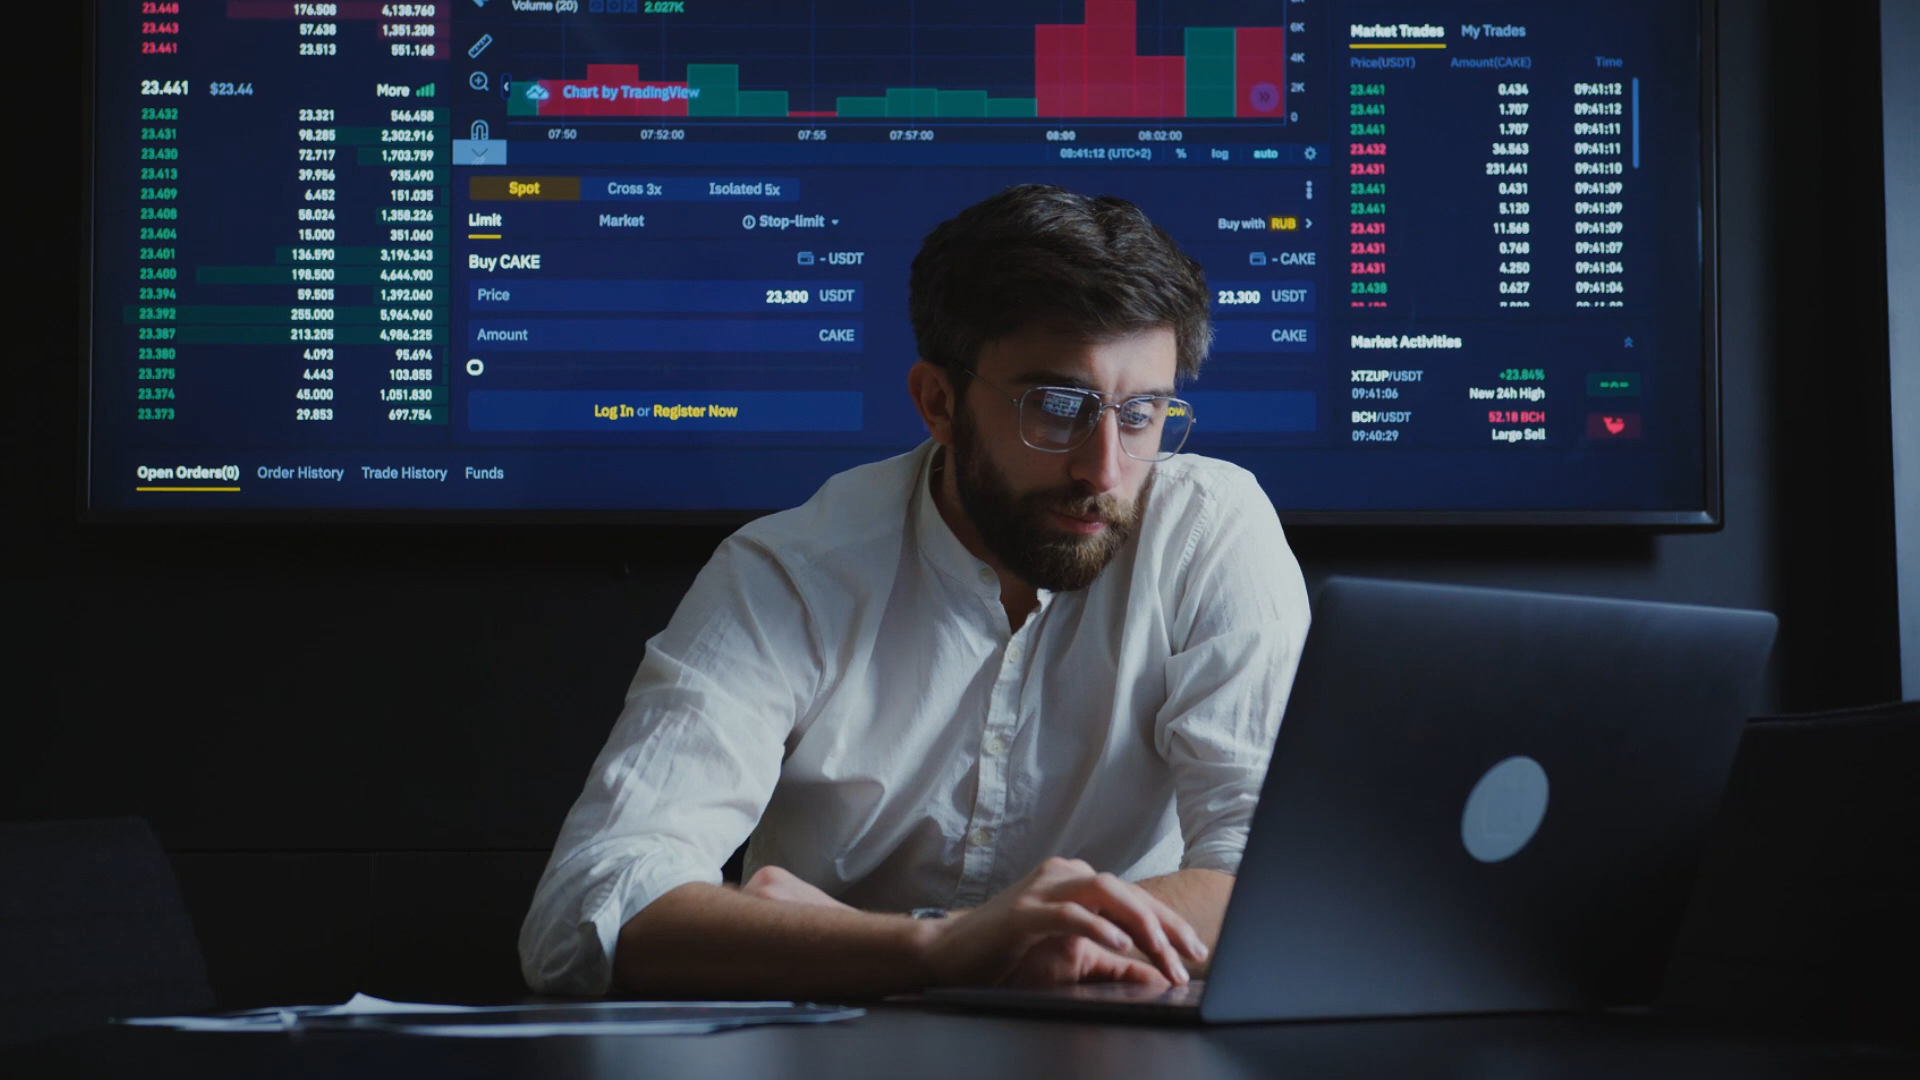 23.448 176.508 4,138.760
23.443 57.638 1,351.208
23.441 23.513 551.168
23.441 $23.44 More
23.432 23.321 546.458
23.431 98.285 2,302.916
23.430 72.717 1,703.759
23.413 39.956 935.490
23.409 6.452 151.035
23.408 58.024 1,358.226
23.404 15.000 351.060
23.401 136.590 3,196.343
23.400 198.500 4,644.900
23.394 59.505 1,392.060
23.392 255.000 5,964.960
23.387 213.205 4,986.225
23.380 4.093 95.694
23.375 4.443 103.855
23.374 45.000 1,051.830
23.373 29.853 697.754
Open Orders(0) Order History Trade History Funds
Volume (20) 2.027K
6K
4K
2K
0
Chart by TradingView
07:50 07:52:00 07:55 07:57:00 08:00 08:02:00
08:41:12 (UTC+2) % log auto
Spot Cross 3x Isolated 5x
Limit Market Stop-limit Buy with RUB
Buy CAKE - USDT - CAKE
Price 23,300 USDT 23,300 USDT
Amount CAKE CAKE
Log In or Register Now
Market Trades My Trades
Price(USDT) Amount(CAKE) Time
23.441 0.434 09:41:12
23.441 1.707 09:41:12
23.441 1.707 09:41:11
23.432 36.563 09:41:11
23.431 231.441 09:41:10
23.441 0.431 09:41:09
23.441 5.120 09:41:09
23.431 11.568 09:41:09
23.431 0.768 09:41:07
23.431 4.250 09:41:04
23.438 0.627 09:41:04
Market Activities
XTZUP/USDT +23.84%
09:41:06 New 24h High
BCH/USDT 52.18 BCH
09:40:29 Large Sell